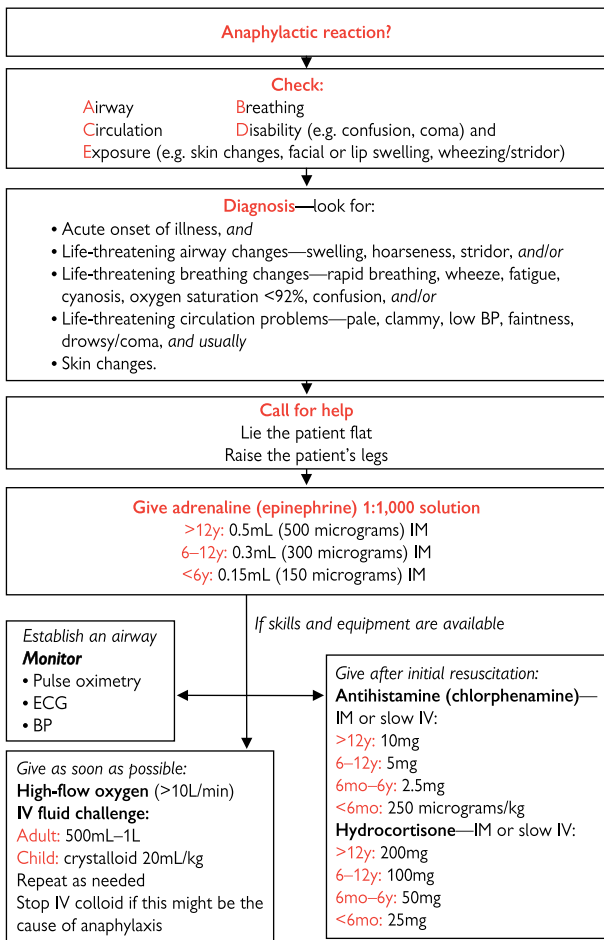 Anaphylactic reaction?
Check:
Airway Breathing
Circulation Disability (e.g. confusion, coma) and
Exposure (e.g. skin changes, facial or lip swelling, wheezing/stridor)
Diagnosis—look for:
• Acute onset of illness, and
• Life-threatening airway changes—swelling, hoarseness, stridor, and/or
• Life-threatening breathing changes—rapid breathing, wheeze, fatigue,
cyanosis, oxygen saturation <92%, confusion, and/or
• Life-threatening circulation problems—pale, clammy, low BP, faintness,
drowsy/coma, and usually
• Skin changes.
Call for help
Lie the patient flat
Raise the patient's legs
Give adrenaline (epinephrine) 1:1,000 solution
>12y: 0.5mL (500 micrograms) IM
6–12y: 0.3mL (300 micrograms) IM
<6y: 0.15mL (150 micrograms) IM
If skills and equipment are available
Establish an airway
Monitor
• Pulse oximetry
• ECG
• BP
Give as soon as possible:
High-flow oxygen (>10L/min)
IV fluid challenge:
Adult: 500mL–1L
Child: crystalloid 20mL/kg
Repeat as needed
Stop IV colloid if this might be the
cause of anaphylaxis
Give after initial resuscitation:
Antihistamine (chlorphenamine)—
IM or slow IV:
>12y: 10mg
6–12y: 5mg
6mo–6y: 2.5mg
<6mo: 250 micrograms/kg
Hydrocortisone—IM or slow IV:
>12y: 200mg
6–12y: 100mg
6mo–6y: 50mg
<6mo: 25mg